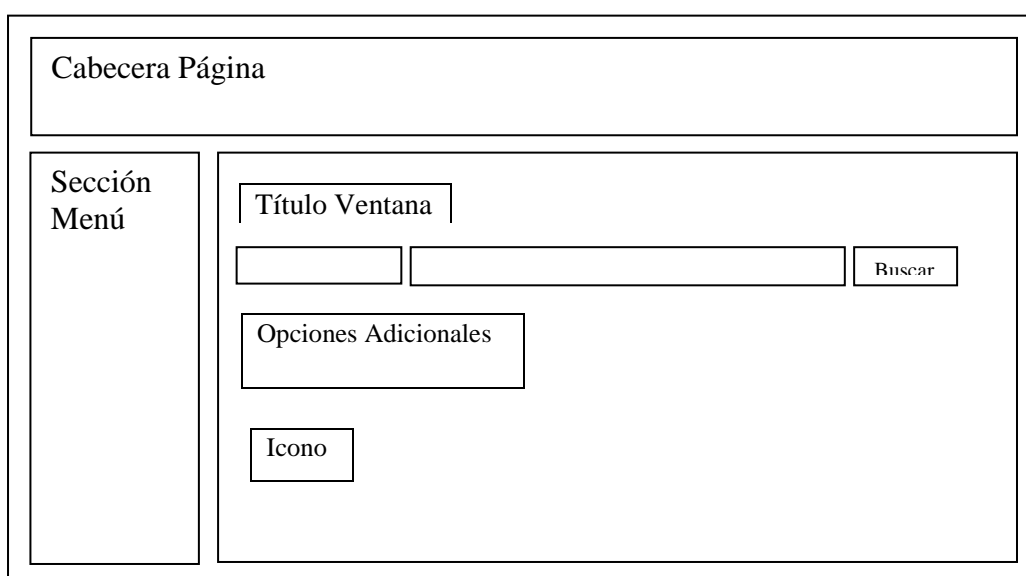 Cabecera Página
Sección
Menú
Título Ventana
Buscar
Opciones Adicionales
Icono